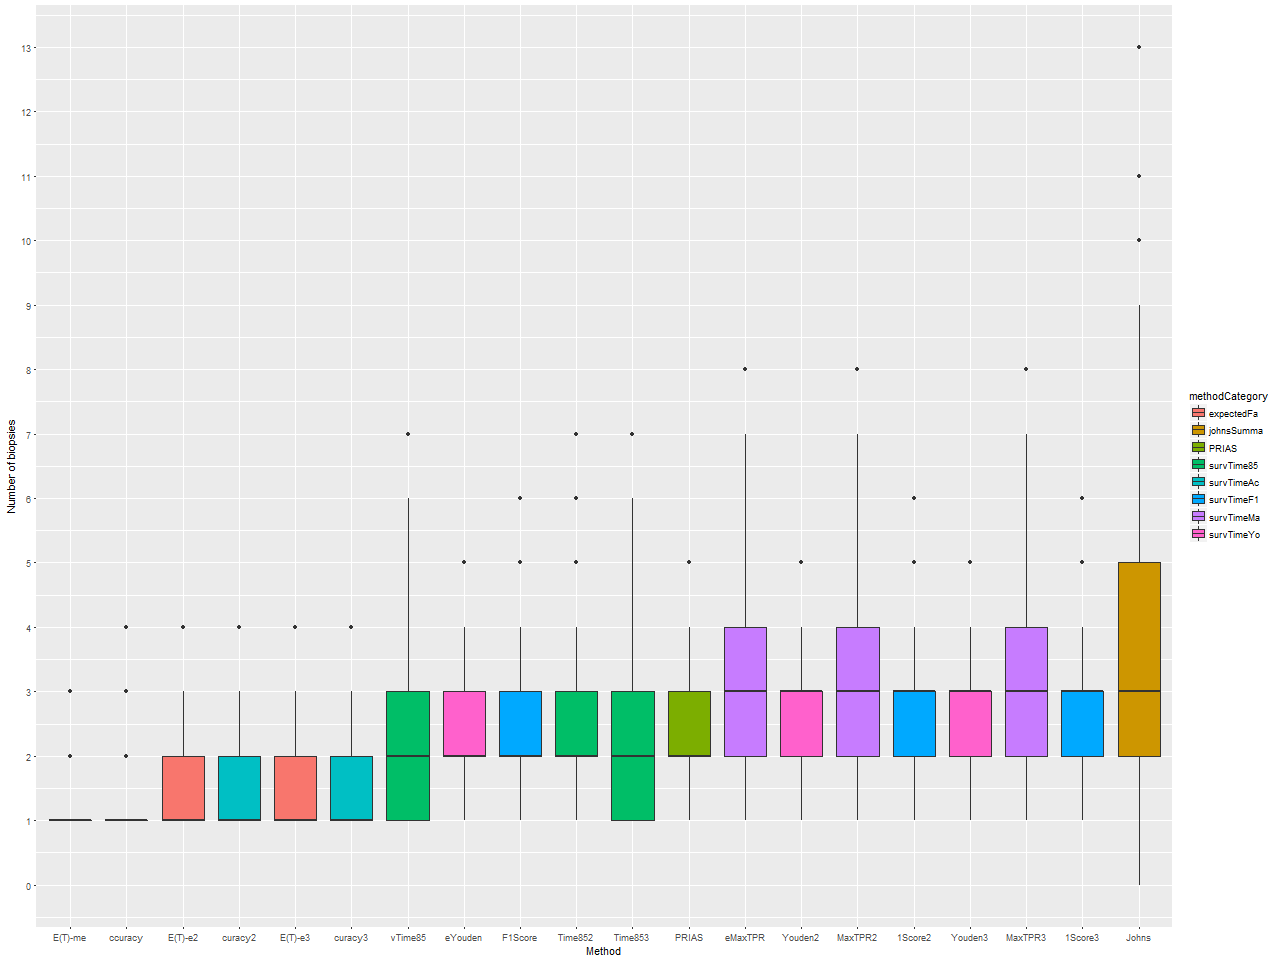 13
12
11
10
9
8
7
6
5
4
3
2
1
0
Number of biopsies
E(T)-me ccuracy E(T)-e2 curacy2 E(T)-e3 curacy3 vTime85 eYouden F1Score Time852 Time853 PRIAS eMaxTPR Youden2 MaxTPR2 1Score2 Youden3 MaxTPR3 1Score3 Johns
Method
methodCategory
expectedFa
johnsSumma
PRIAS
survTime85
survTimeAc
survTimeF1
survTimeMa
survTimeYo